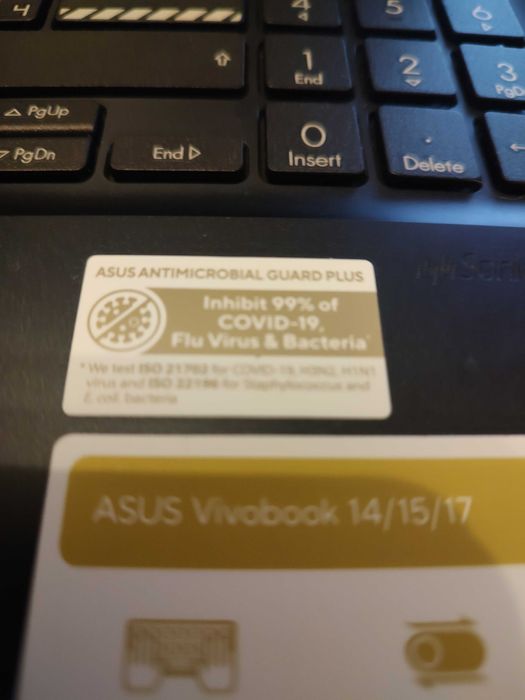 4 4 5 6
1 2 3
End PgDn
PgUp
0
PgDn End Insert Delete
ASUS ANTIMICROBIAL GUARD PLUS
Inhibit 99% of
COVID-19,
Flu Virus & Bacteria*
* We test ISO 21702 for COVID-19, H3N2, H1N1
virus and ISO 22196 for Staphylococcus and
E.coli bacteria
ASUS Vivobook 14/15/17